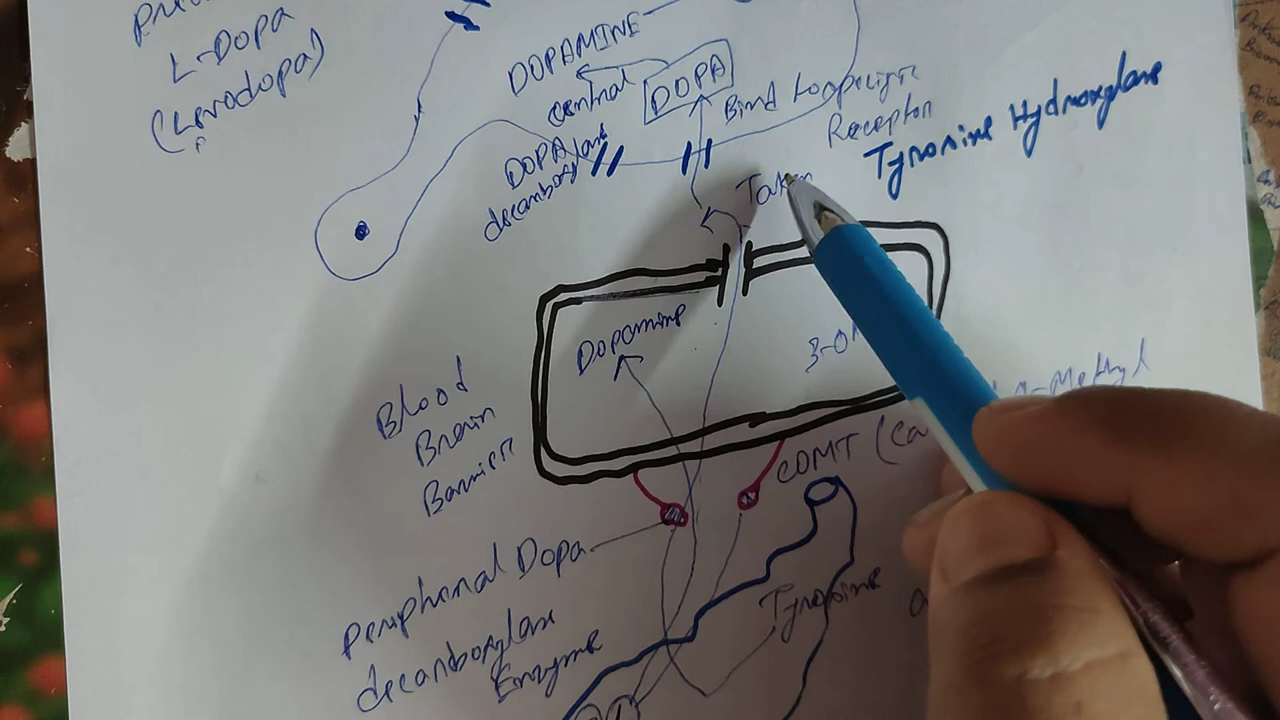 L-Dopa
(Levodopa)
DOPAMINE
central
DOPA
DOPA
decarboxylase
Bind to specific
Receptor
Tyrosine Hydroxylase
Taken
Dopamine
Blood
Brain
Barrier
COMT
Peripheral Dopa
decarboxylase
Enzyme
Tyrosine